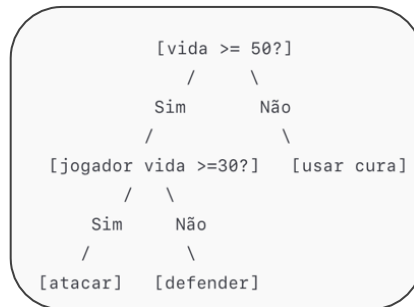 [vida >= 50?]
/ \
Sim Não
/ \
[jogador vida >=30?] [usar cura]
/ \
Sim Não
/ \
[atacar] [defender]